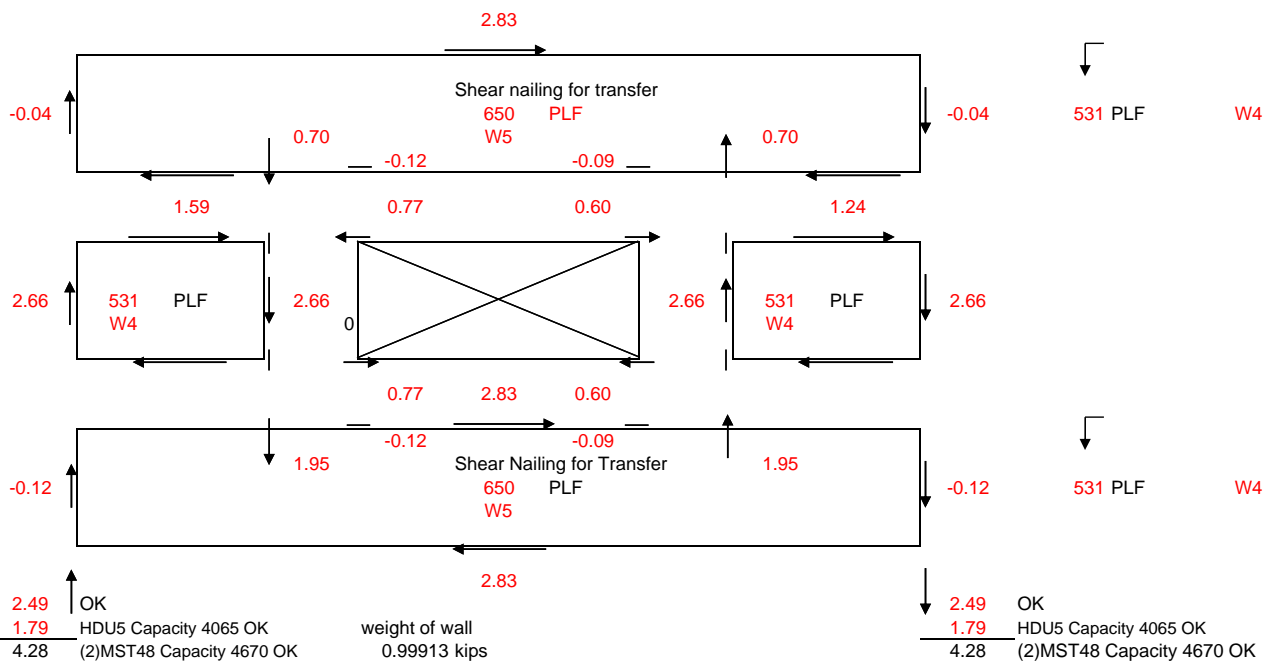 2.83
Shear nailing for transfer
-0.04 650 PLF -0.04 531 PLF W4
W5
0.70 0.70
-0.12 -0.09
1.59 0.77 0.60 1.24
2.66 531 PLF 2.66 2.66 531 PLF 2.66
W4 0 W4
0.77 2.83 0.60
-0.12 -0.09
1.95 Shear Nailing for Transfer 1.95
-0.12 650 PLF -0.12 531 PLF W4
W5
2.83
2.49 OK 2.49 OK
1.79 HDU5 Capacity 4065 OK weight of wall 1.79 HDU5 Capacity 4065 OK
4.28 (2)MST48 Capacity 4670 OK 0.99913 kips 4.28 (2)MST48 Capacity 4670 OK